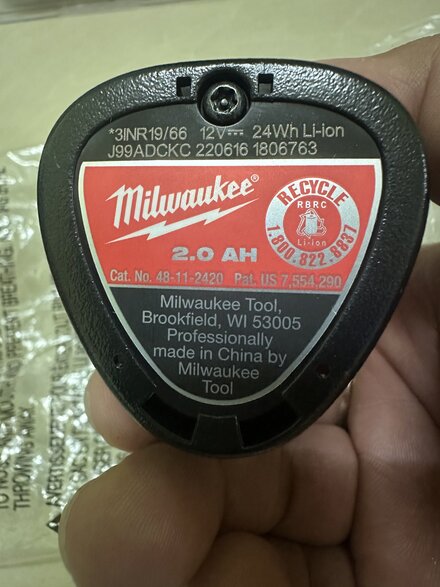 *3INR19/66 12V⎓ 24Wh Li-ion
J99ADCKC 220616 1806763
Milwaukee®
RECYCLE
RBRC
Li-ion
1.800.822.8837
2.0 AH
Cat. No. 48-11-2420 Pat. US 7,554,290
Milwaukee Tool,
Brookfield, WI 53005
Professionally
made in China by
Milwaukee
Tool